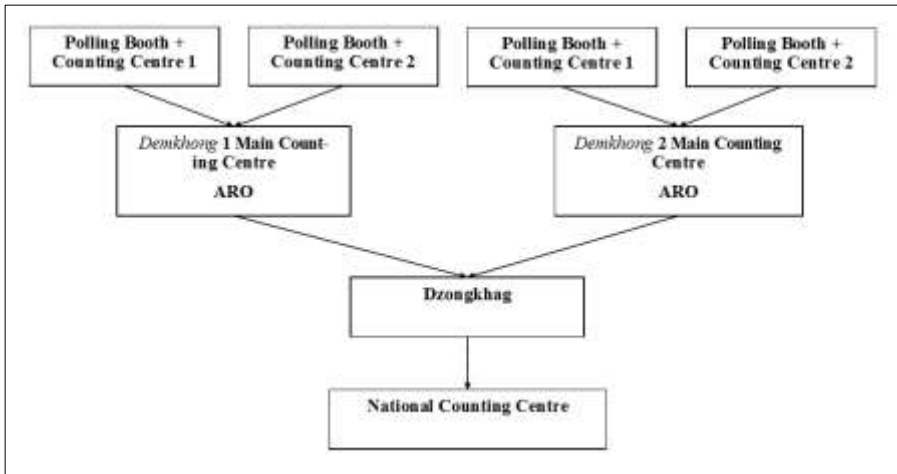 Polling Booth +
Counting Centre 1
Polling Booth +
Counting Centre 2
Polling Booth +
Counting Centre 1
Polling Booth +
Counting Centre 2
Demkhong 1 Main Count-
ing Centre
ARO
Demkhong 2 Main Counting
Centre
ARO
Dzongkhag
National Counting Centre